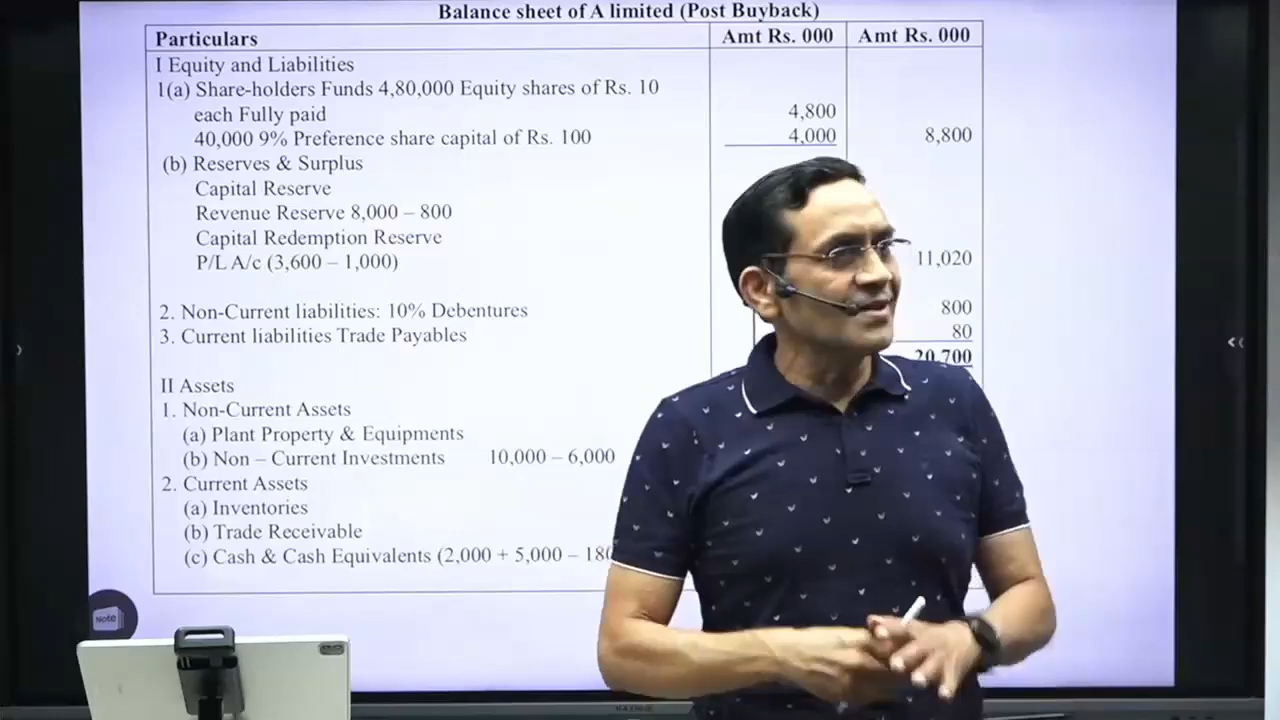 Balance sheet of A limited (Post Buyback)
Particulars Amt Rs. 000 Amt Rs. 000
I Equity and Liabilities
1(a) Share-holders Funds 4,80,000 Equity shares of Rs. 10
each Fully paid 4,800
40,000 9% Preference share capital of Rs. 100 4,000 8,800
(b) Reserves & Surplus
Capital Reserve
Revenue Reserve 8,000 – 800
Capital Redemption Reserve
P/L A/c (3,600 – 1,000) 11,020
2. Non-Current liabilities: 10% Debentures 800
3. Current liabilities Trade Payables 80
20,700
II Assets
1. Non-Current Assets
(a) Plant Property & Equipments
(b) Non – Current Investments 10,000 – 6,000
2. Current Assets
(a) Inventories
(b) Trade Receivable
(c) Cash & Cash Equivalents (2,000 + 5,000 –
Note